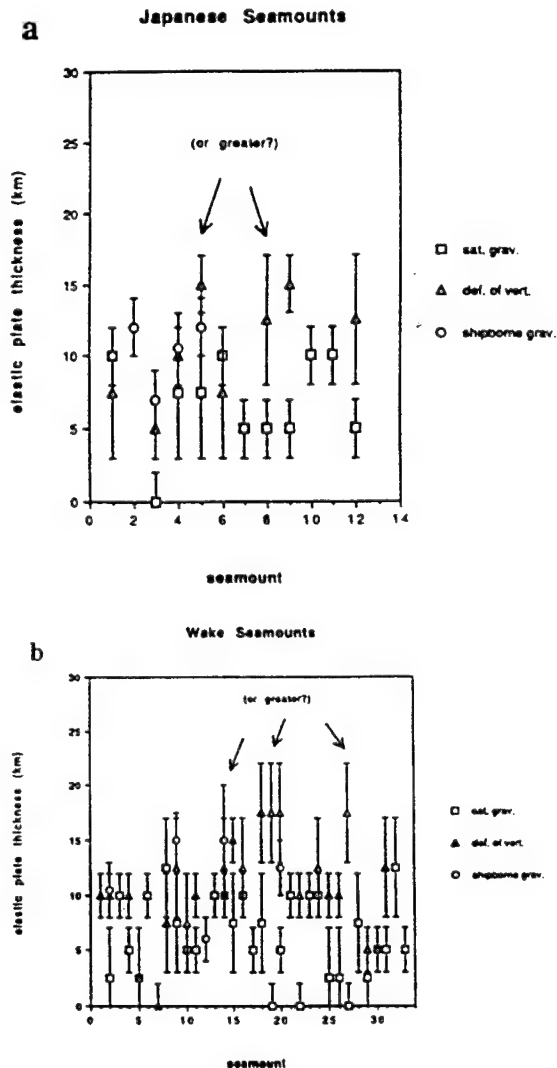 a
Japanese Seamounts
30
25
20
15
10
5
0
elastic plate thickness (km)
(or greater?)
sat. grav.
def. of vert.
shipborne grav.
0 2 4 6 8 10 12 14
seamount
b
Wake Seamounts
30
25
20
15
10
5
0
elastic plate thickness (km)
(or greater?)
sat. grav.
def. of vert.
shipborne grav.
0 5 10 15 20 25 30
seamount